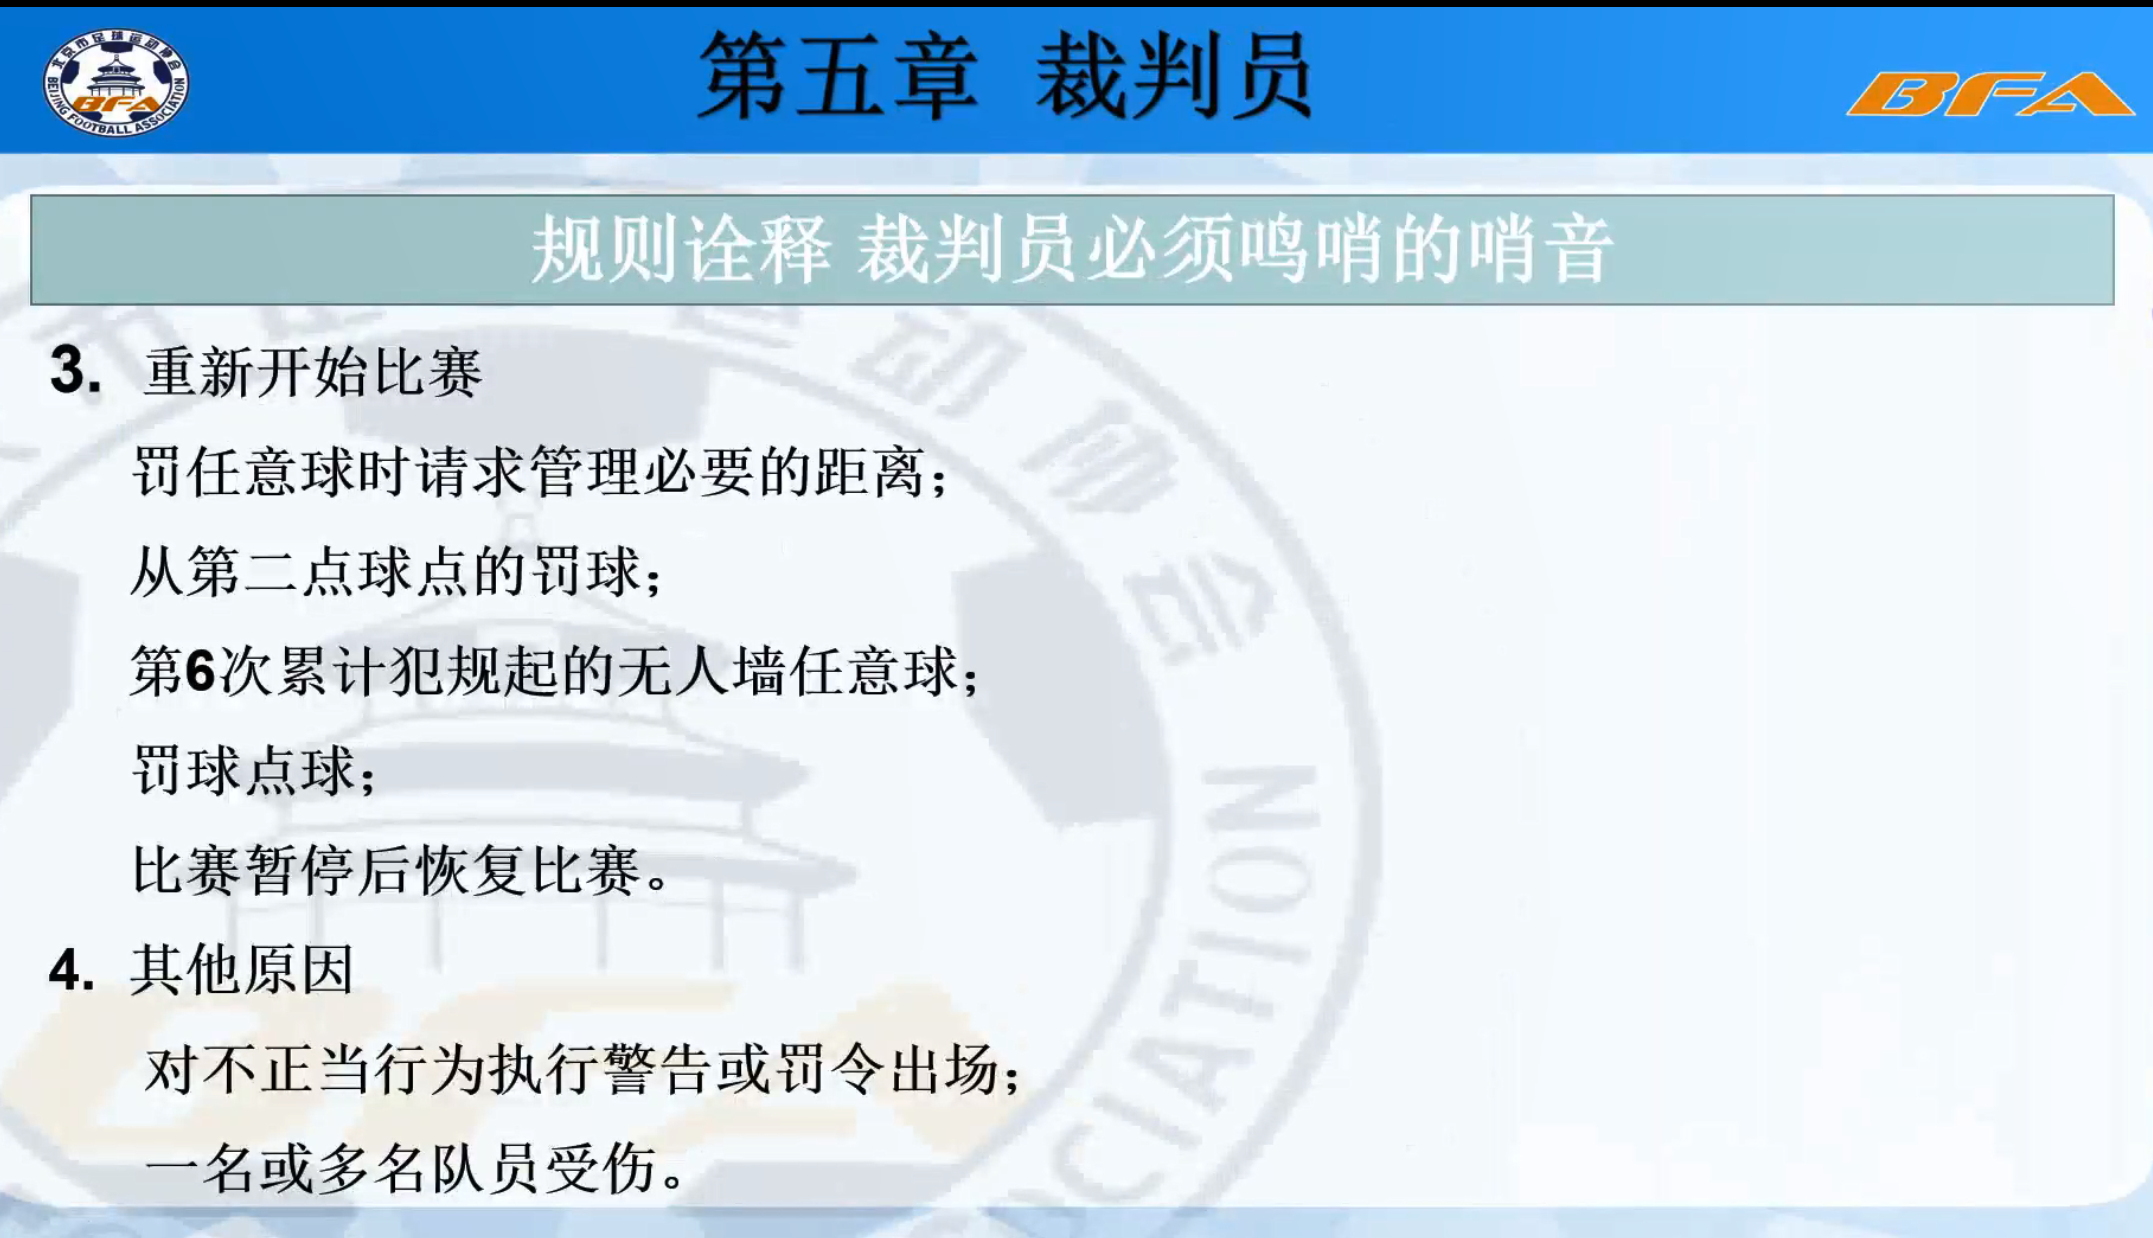 第五章 裁判员
北京市足球运动协会
BEIJING FOOTBALL ASSOCIATION
BFA
BFA
规则诠释 裁判员必须鸣哨的哨音
3. 重新开始比赛
罚任意球时请求管理必要的距离；
从第二点球点的罚球；
第6次累计犯规起的无人墙任意球；
罚球点球；
比赛暂停后恢复比赛。
4. 其他原因
对不正当行为执行警告或罚令出场；
一名或多名队员受伤。